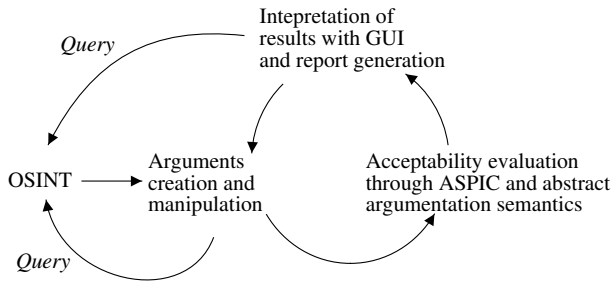 Intepretation of
results with GUI
and report generation
Query
OSINT
Arguments
creation and
manipulation
Acceptability evaluation
through ASPIC and abstract
argumentation semantics
Query